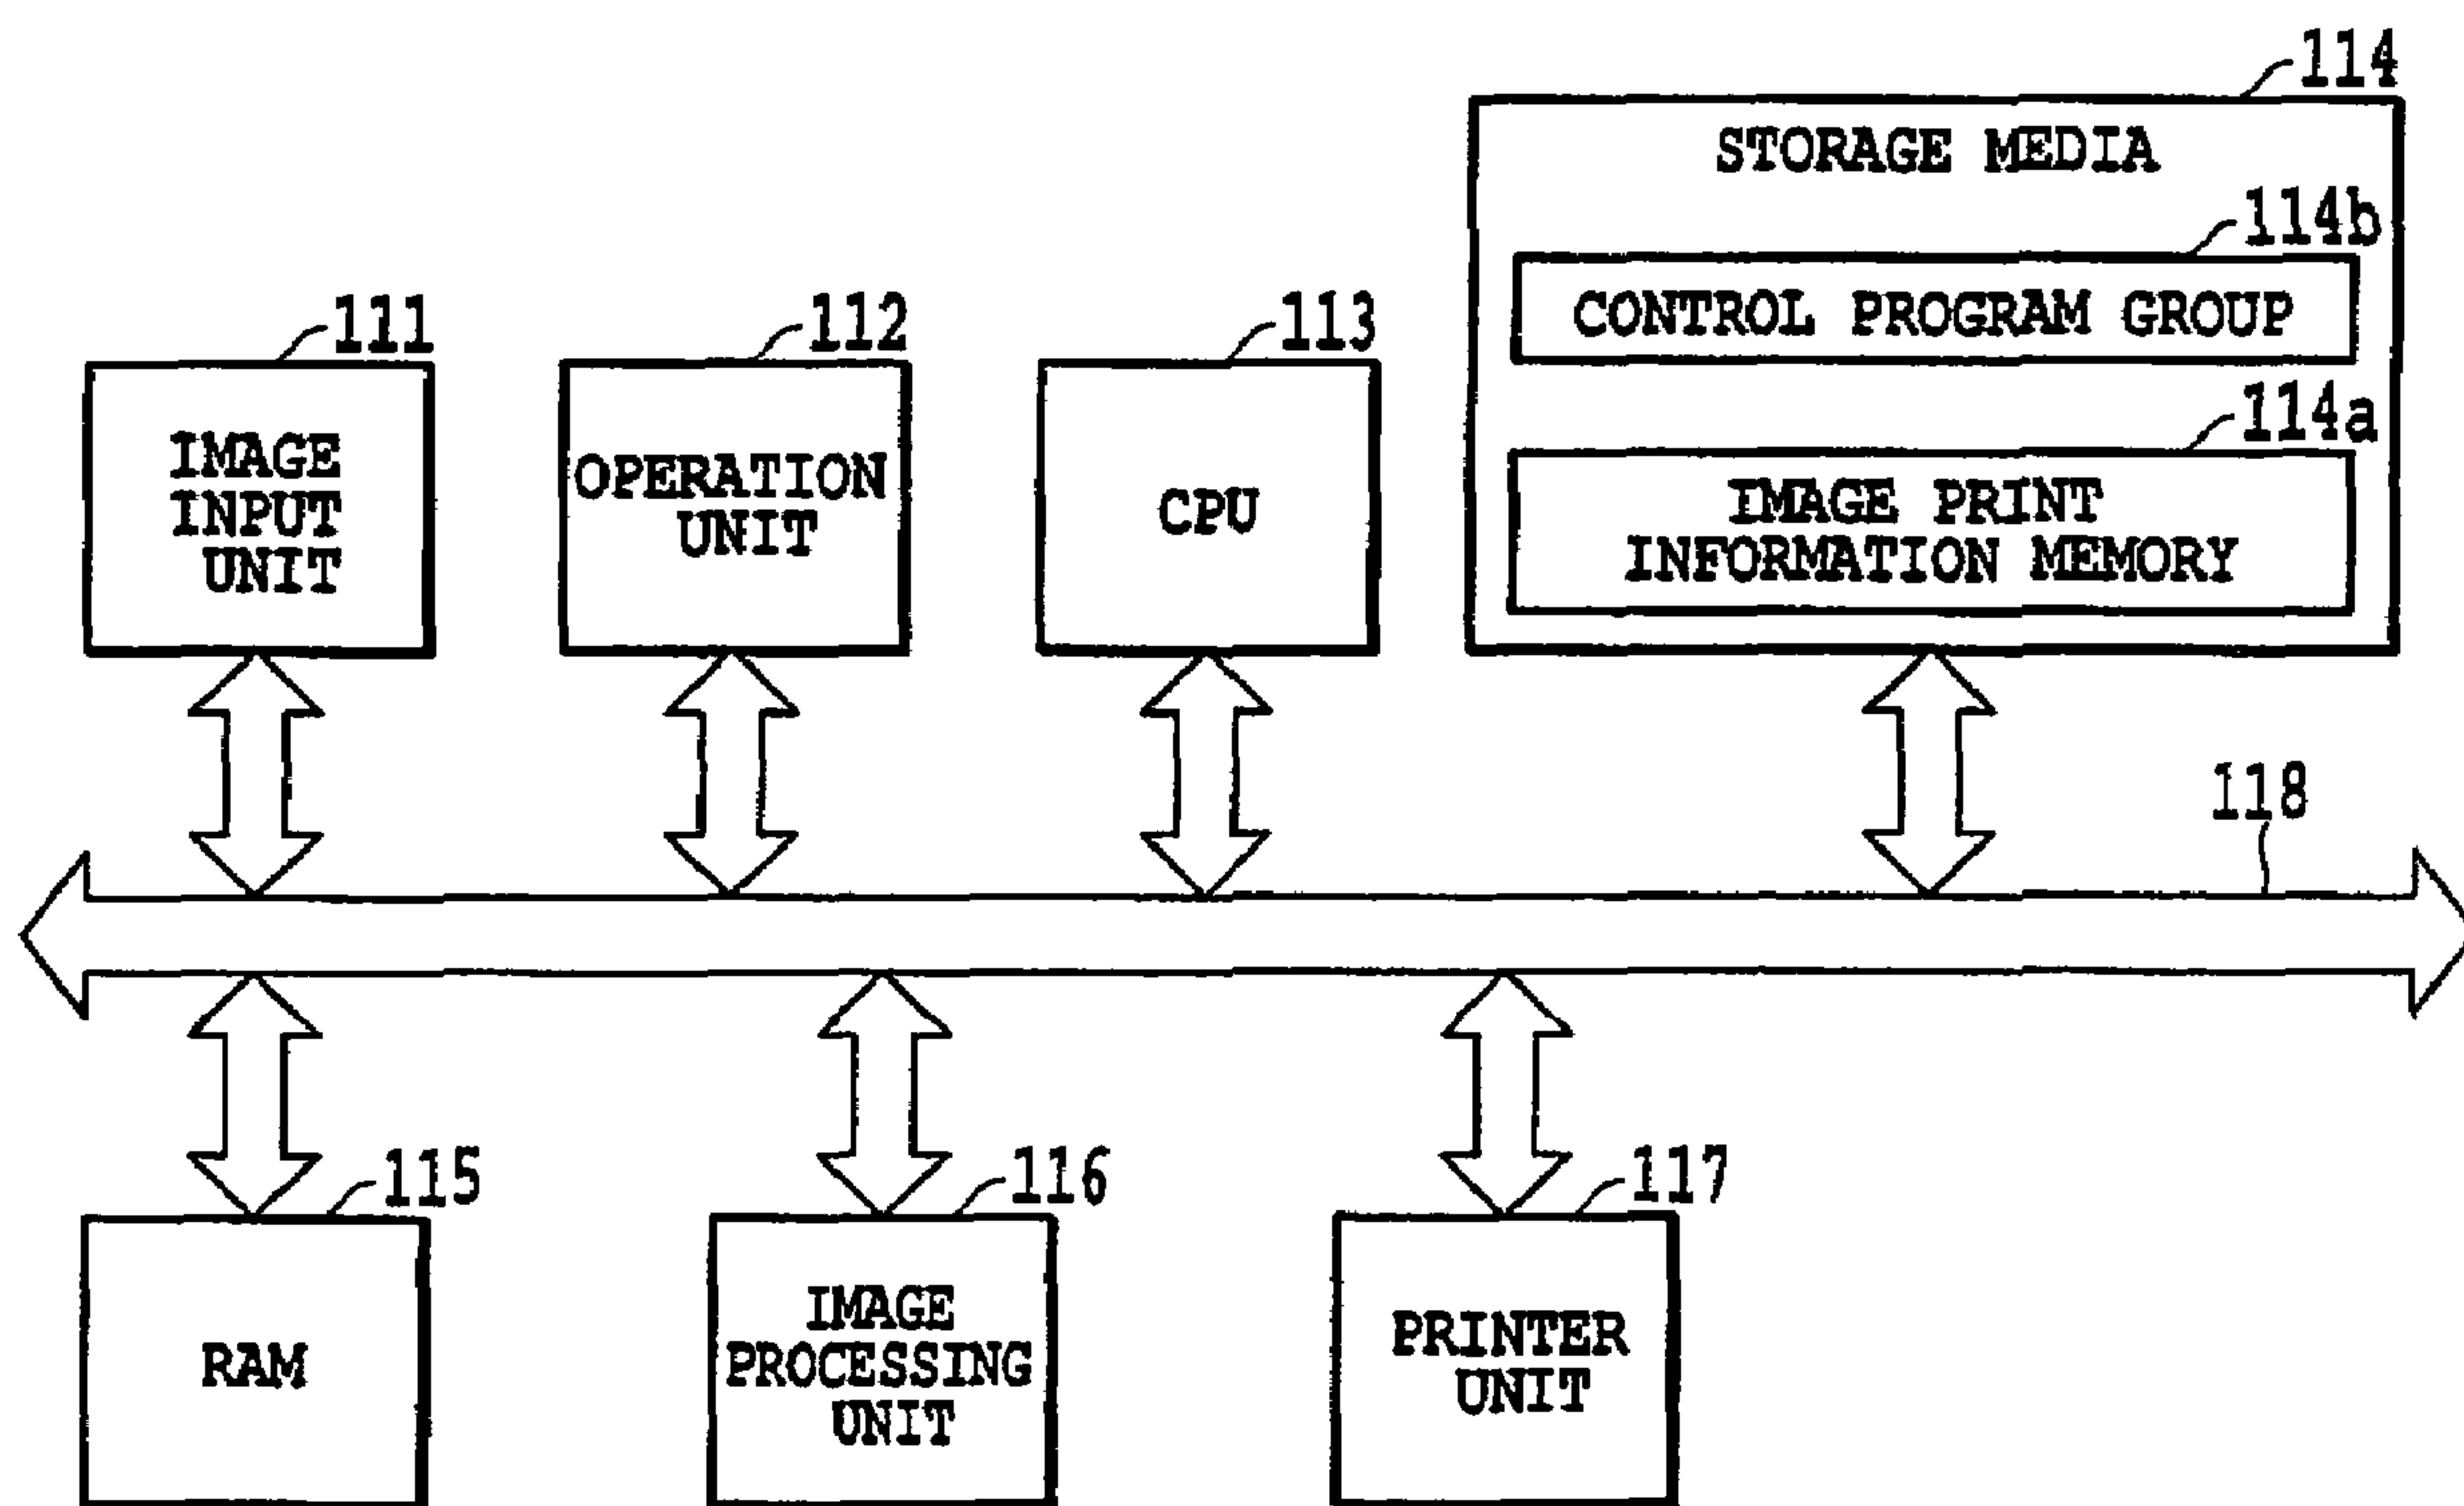 114
STORAGE MEDIA
114b
CONTROL PROGRAM GROUP
114a
IMAGE PRINT
INFORMATION MEMORY
111
IMAGE
INPUT
UNIT
112
OPERATION
UNIT
113
CPU
118
115
RAM
116
IMAGE
PROCESSING
UNIT
117
PRINTER
UNIT